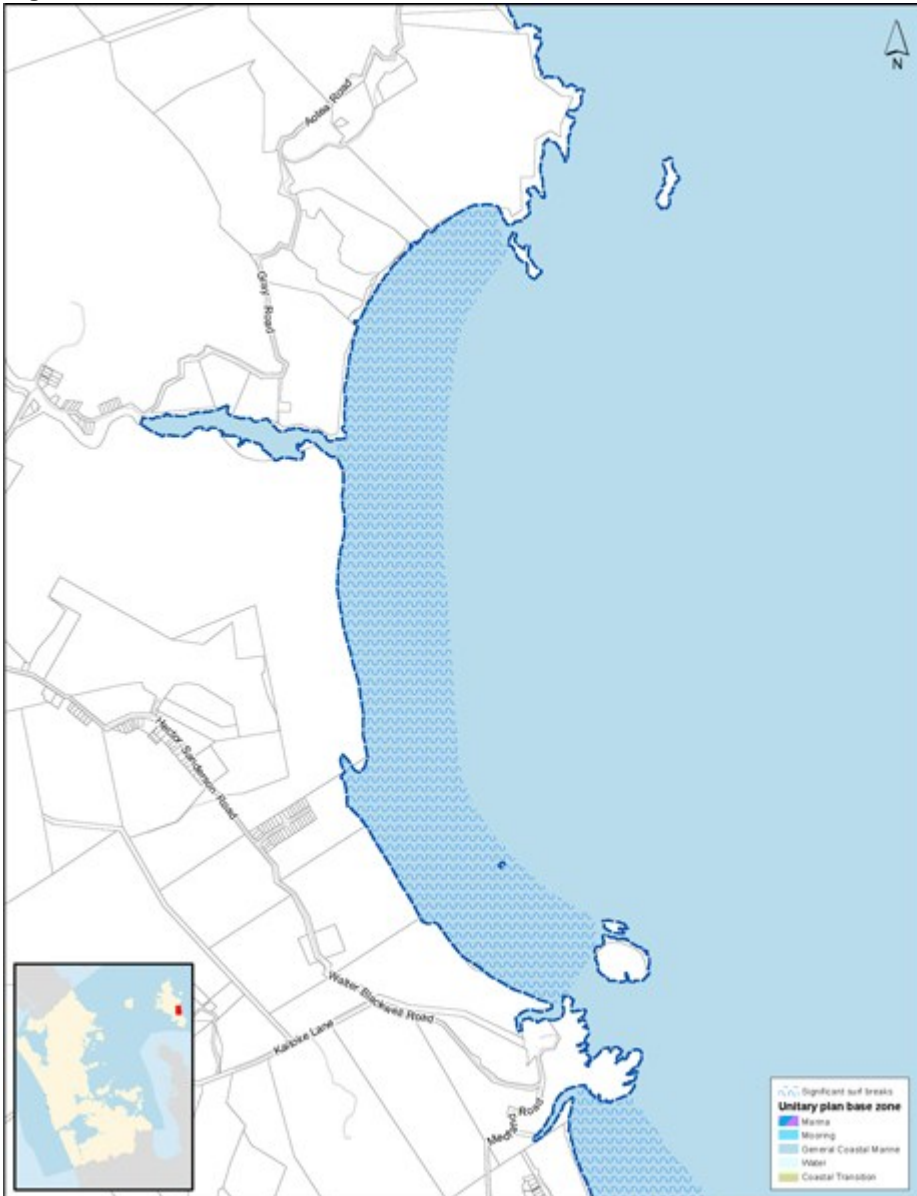 N
Aotea Road
Gray Road
Hector Sanderson Road
Walter Blackwell Road
Kaitoke Lane
Medland Road
Significant surf breaks
Unitary plan base zone
Marina
Mooring
General Coastal Marine
Water
Coastal Transition